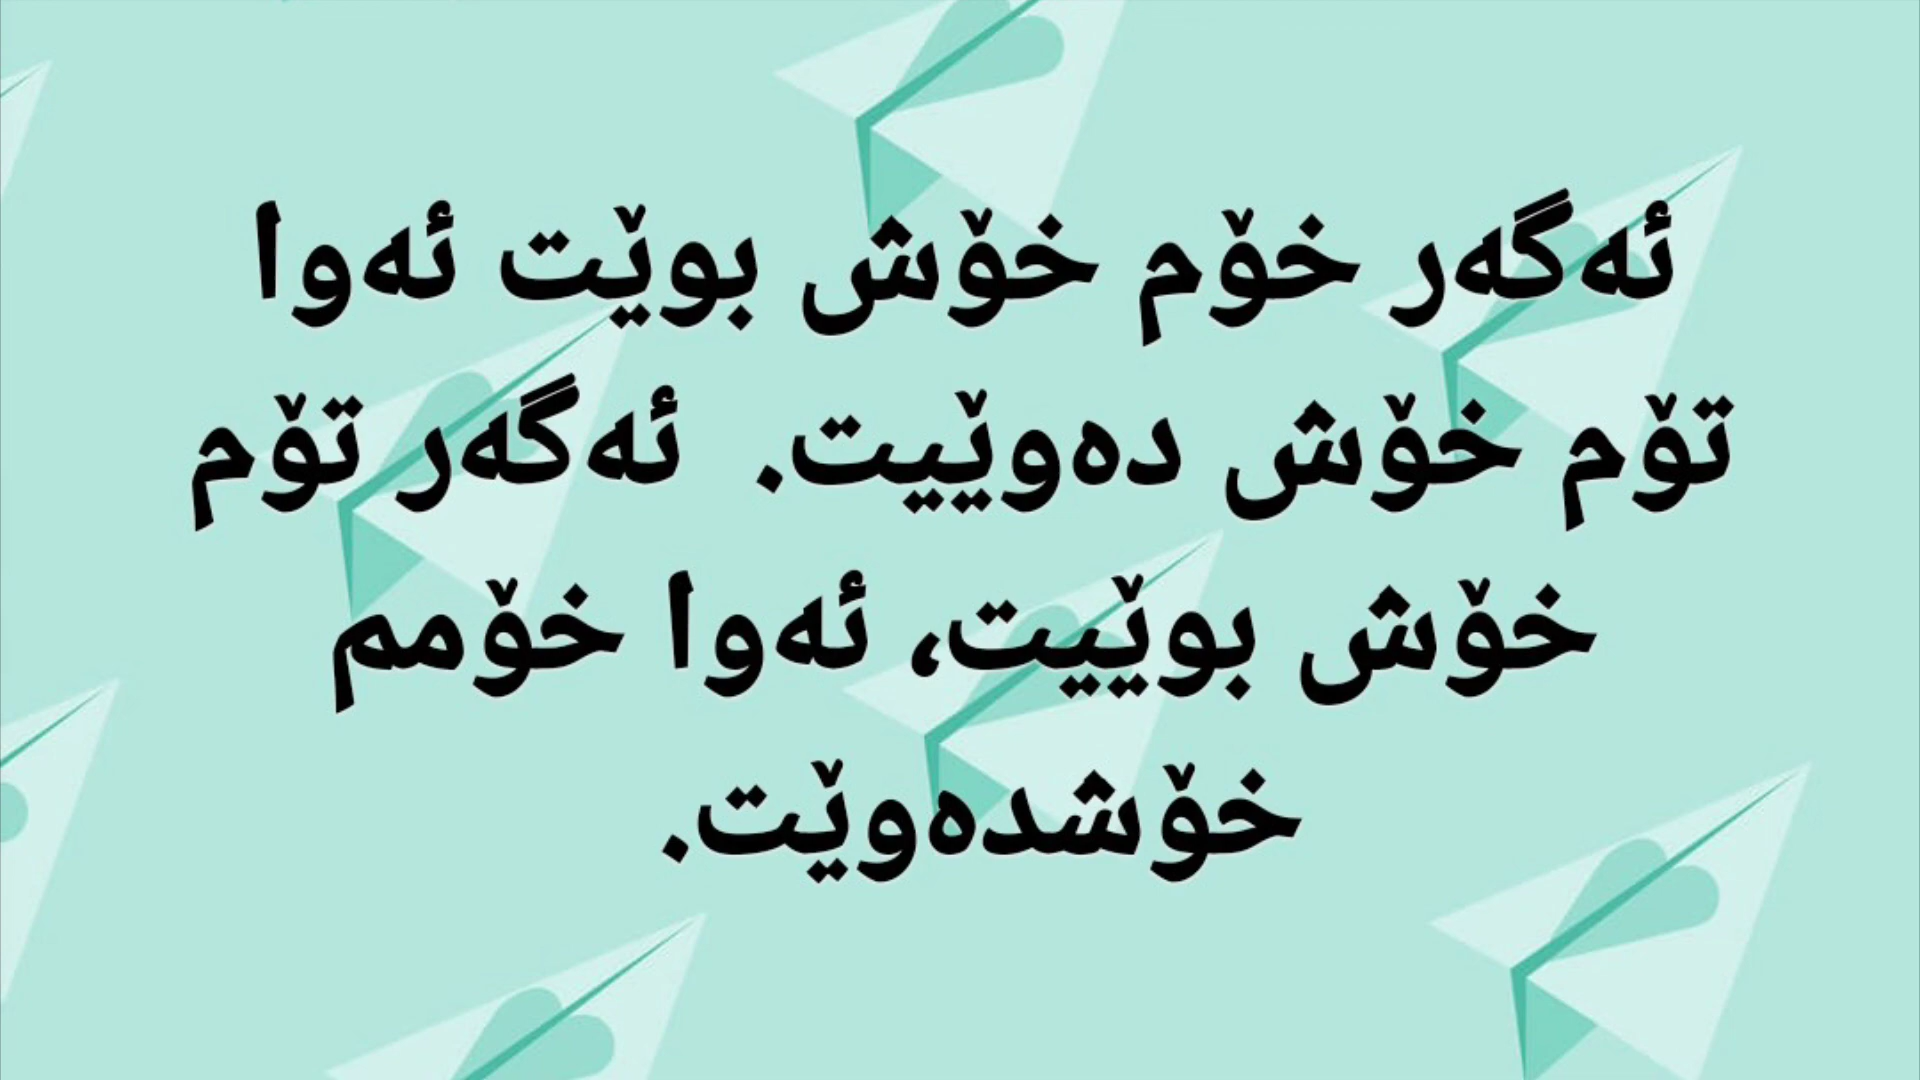 ئەگەر خۆم خۆش بوێت ئەوا
تۆم خۆش دەوێیت. ئەگەر تۆم
خۆش بوێیت، ئەوا خۆمم
خۆشدەوێت.